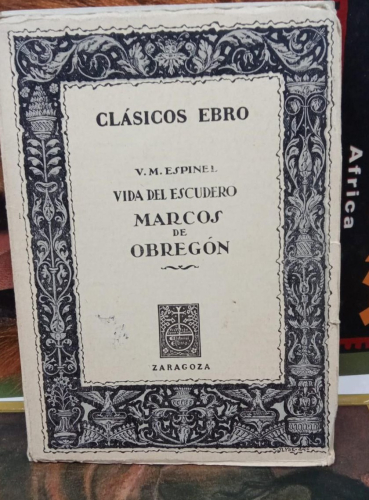 CLÁSICOS EBRO
V. M. ESPINEL
VIDA DEL ESCUDERO
MARCOS
DE
OBREGÓN
ZARAGOZA
Africa